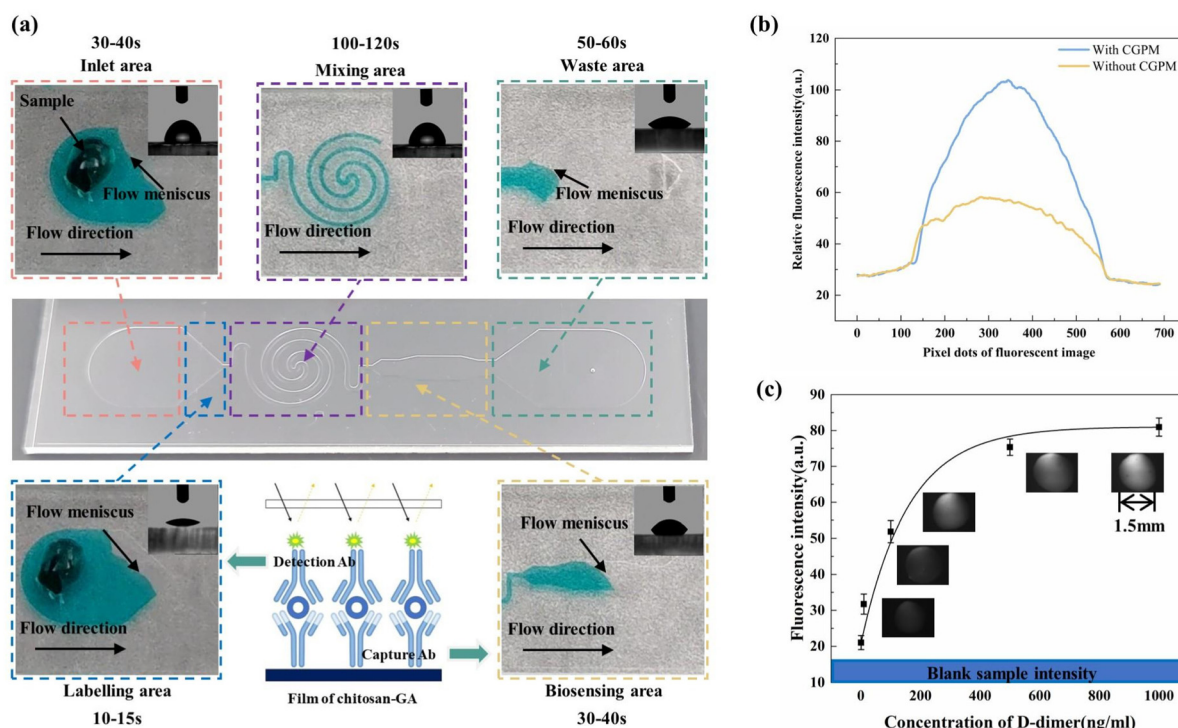 (a)
30-40s
Inlet area
100-120s
Mixing area
50-60s
Waste area
Sample
Flow meniscus
Flow direction
Flow direction
Flow meniscus
Flow direction
Flow meniscus
Flow direction
Detection Ab
Capture Ab
Flow meniscus
Flow direction
Labelling area
10-15s
Film of chitosan-GA
Biosensing area
30-40s
(b)
Relative fluorescence intensity(a.u.)
120
100
80
60
40
20
With CGPM
Without CGPM
0 100 200 300 400 500 600 700
Pixel dots of fluorescent image
(c)
Fluorescence intensity(a.u.)
90
80
70
60
50
40
30
20
10
1.5mm
Blank sample intensity
0 200 400 600 800 1000
Concentration of D-dimer(ng/ml)